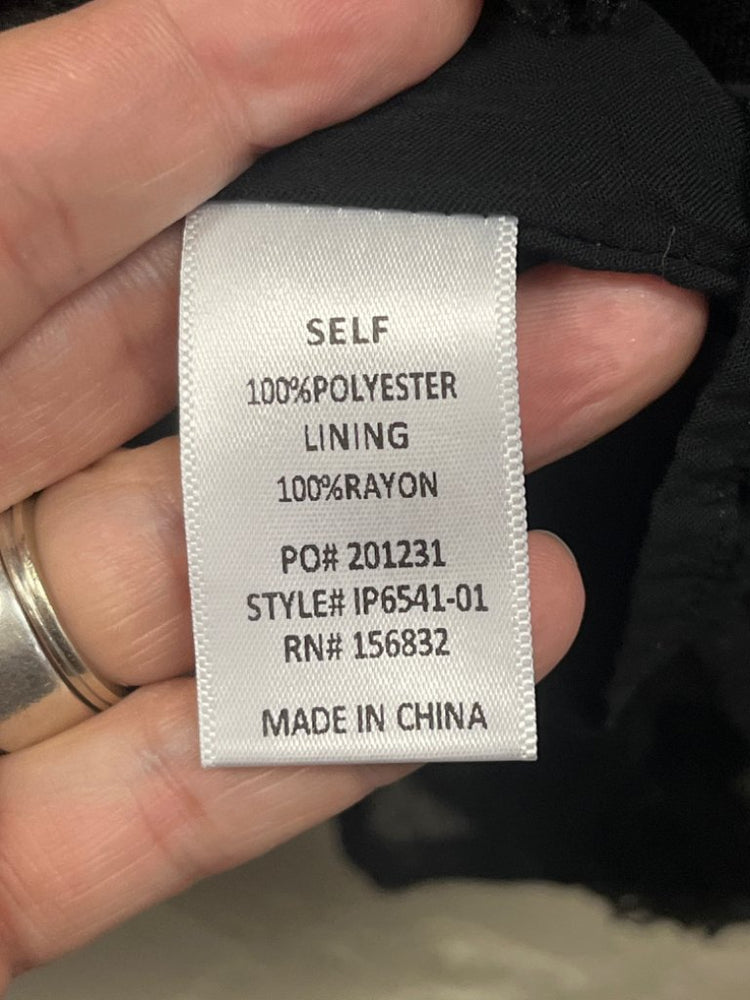 SELF
100%POLYESTER
LINING
100%RAYON
PO# 201231
STYLE# IP6541-01
RN# 156832
MADE IN CHINA